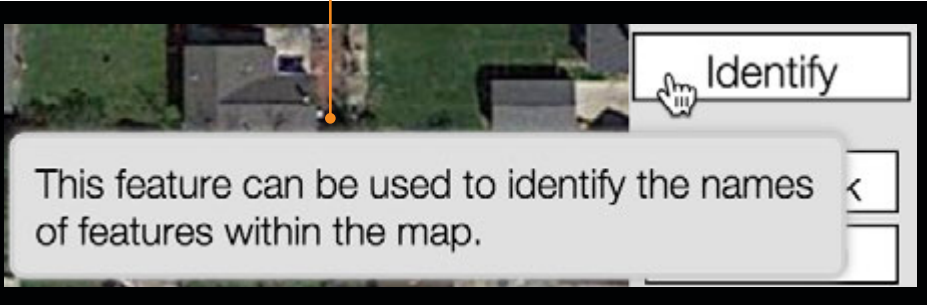 Identify
This feature can be used to identify the names
of features within the map.
k